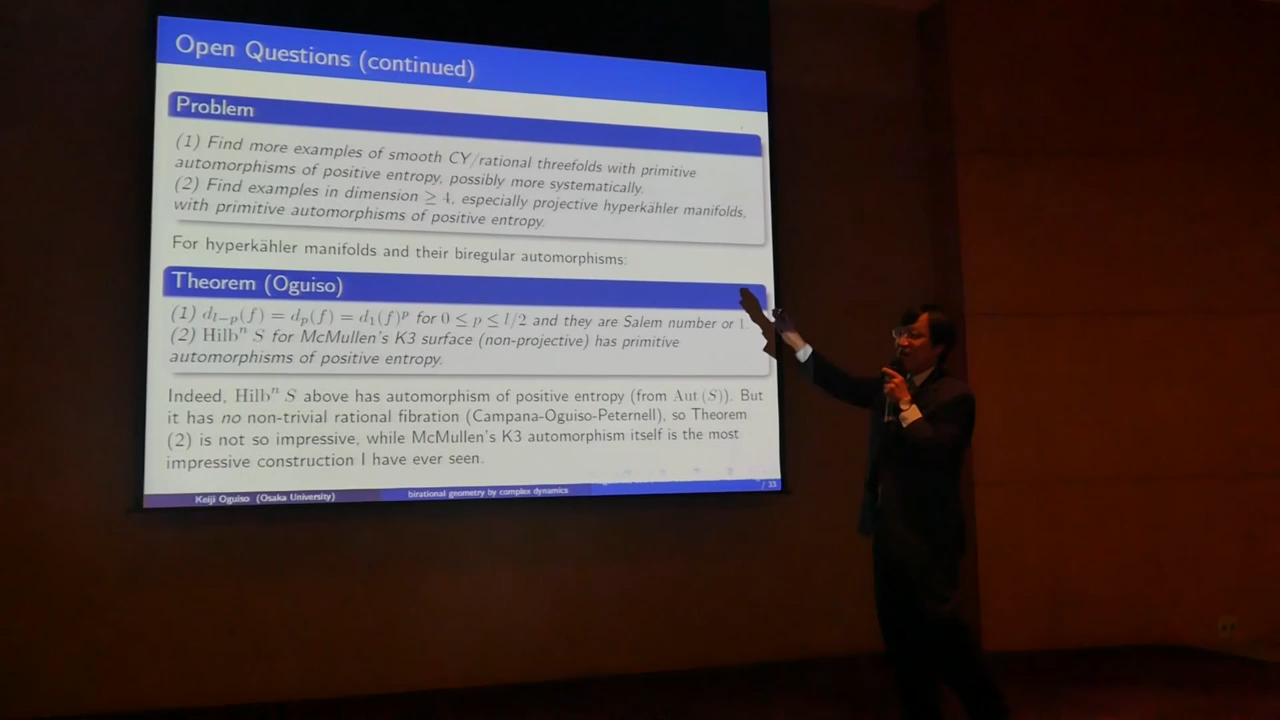 Open Questions (continued)
Problem
(1) Find more examples of smooth CY/rational threefolds with primitive
automorphisms of positive entropy, possibly more systematically.
(2) Find examples in dimension ≥ 4, especially projective hyperkähler manifolds,
with primitive automorphisms of positive entropy.
For hyperkähler manifolds and their biregular automorphisms:
Theorem (Oguiso)
(1) d_{l−p}(f) = d_p(f) = d_1(f)^p for 0 ≤ p ≤ l/2 and they are Salem number or 1.
(2) Hilb^n S for McMullen's K3 surface (non-projective) has primitive
automorphisms of positive entropy.
Indeed, Hilb^n S above has automorphism of positive entropy (from Aut (S)). But
it has no non-trivial rational fibration (Campana-Oguiso-Peternell), so Theorem
(2) is not so impressive, while McMullen's K3 automorphism itself is the most
impressive construction I have ever seen.
Keiji Oguiso (Osaka University) birational geometry by complex dynamics / 33